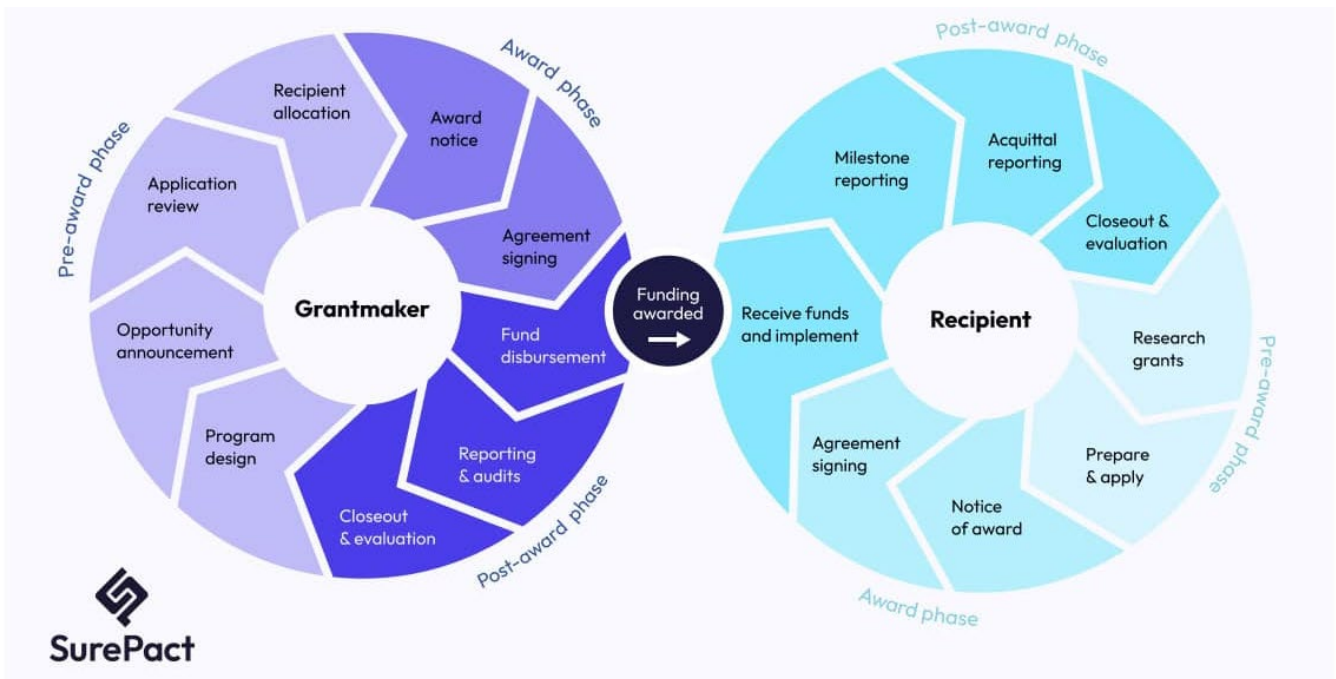 Pre-award phase
Award phase
Post-award phase
Grantmaker
Program
design
Opportunity
announcement
Application
review
Recipient
allocation
Award
notice
Agreement
signing
Fund
disbursement
Reporting
& audits
Closeout
& evaluation
Funding
awarded
Post-award phase
Pre-award phase
Award phase
Recipient
Research
grants
Prepare
& apply
Notice
of award
Agreement
signing
Receive funds
and implement
Milestone
reporting
Acquittal
reporting
Closeout &
evaluation
SurePact